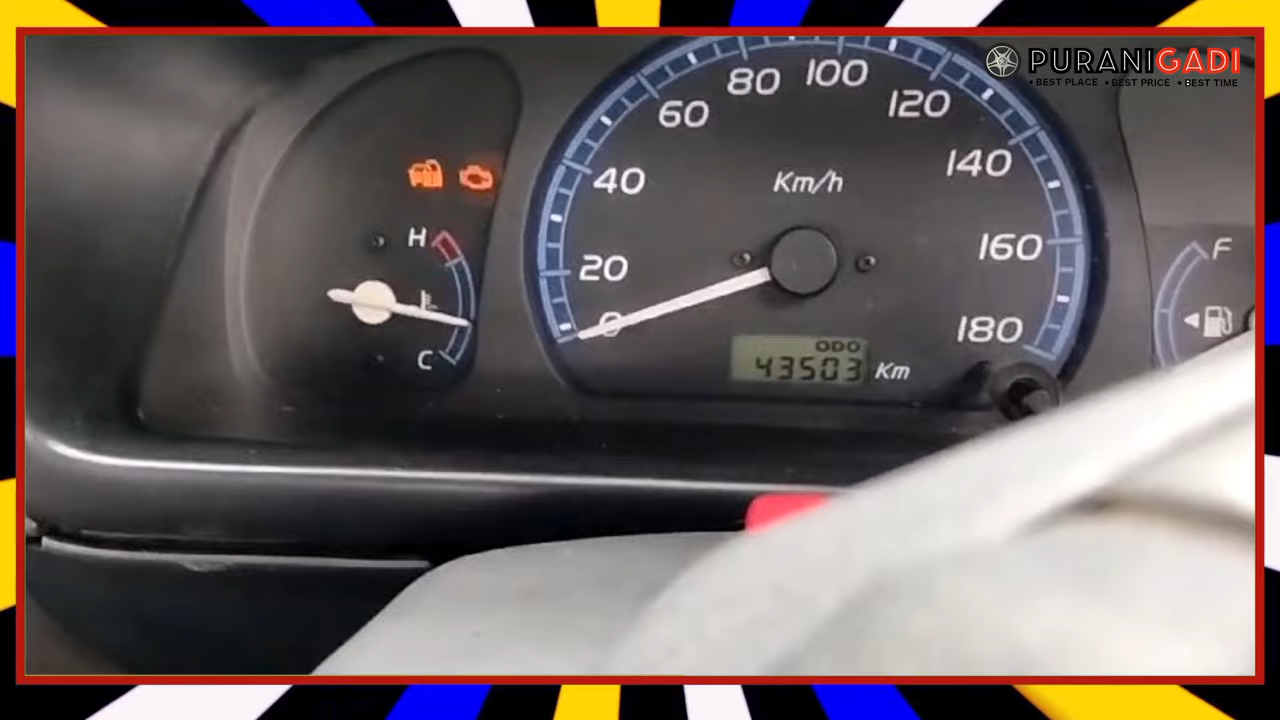 PURANIGADI
• BEST PLACE • BEST PRICE • BEST TIME
80 100
60 120
40 Km/h 140
H 20 160 F
0 180
C ODO
43503 Km